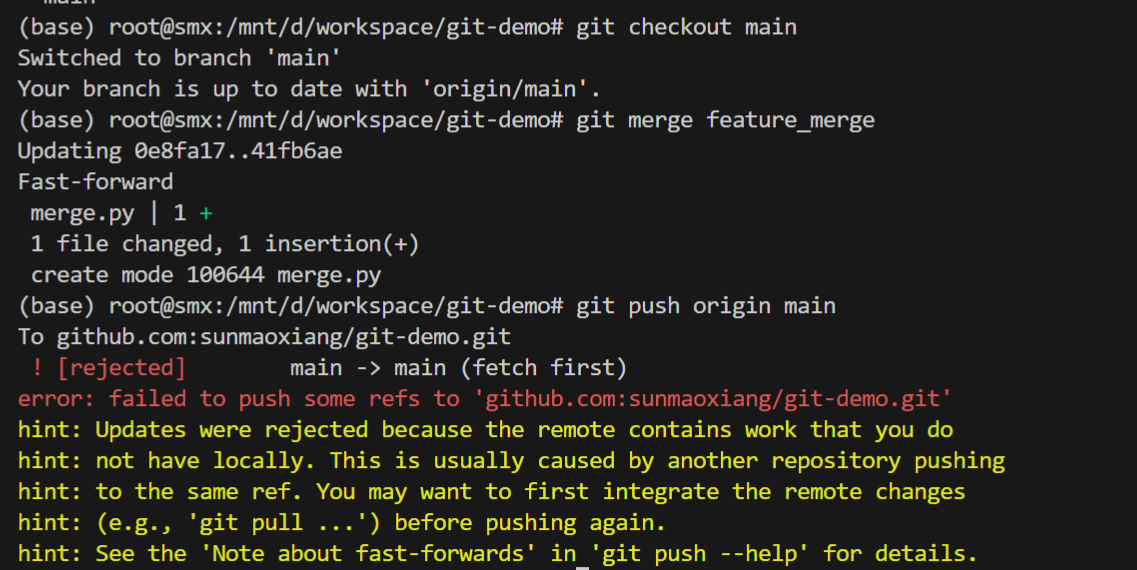 main
(base) root@smx:/mnt/d/workspace/git-demo# git checkout main
Switched to branch 'main'
Your branch is up to date with 'origin/main'.
(base) root@smx:/mnt/d/workspace/git-demo# git merge feature_merge
Updating 0e8fa17..41fb6ae
Fast-forward
 merge.py | 1 +
 1 file changed, 1 insertion(+)
 create mode 100644 merge.py
(base) root@smx:/mnt/d/workspace/git-demo# git push origin main
To github.com:sunmaoxiang/git-demo.git
 ! [rejected]        main -> main (fetch first)
error: failed to push some refs to 'github.com:sunmaoxiang/git-demo.git'
hint: Updates were rejected because the remote contains work that you do
hint: not have locally. This is usually caused by another repository pushing
hint: to the same ref. You may want to first integrate the remote changes
hint: (e.g., 'git pull ...') before pushing again.
hint: See the 'Note about fast-forwards' in 'git push --help' for details.